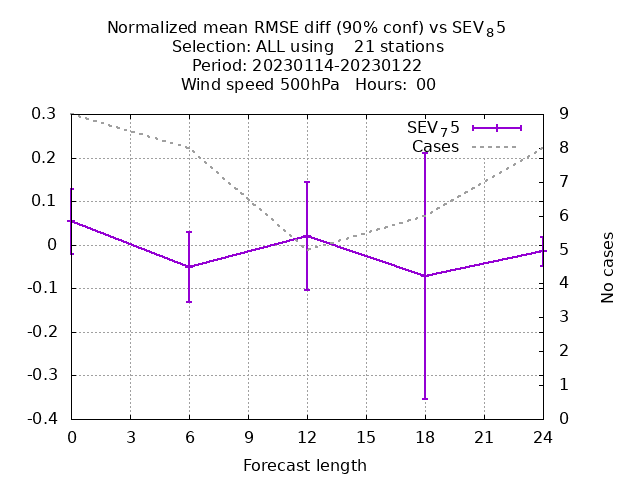 Normalized mean RMSE diff (90% conf) vs SEV₈5
Selection: ALL using    21 stations
Period: 20230114-20230122
Wind speed 500hPa   Hours:  00
SEV₇5
Cases
0.3
0.2
0.1
0
-0.1
-0.2
-0.3
-0.4
9
8
7
6
5
4
3
2
1
0
No cases
0 3 6 9 12 15 18 21 24
Forecast length